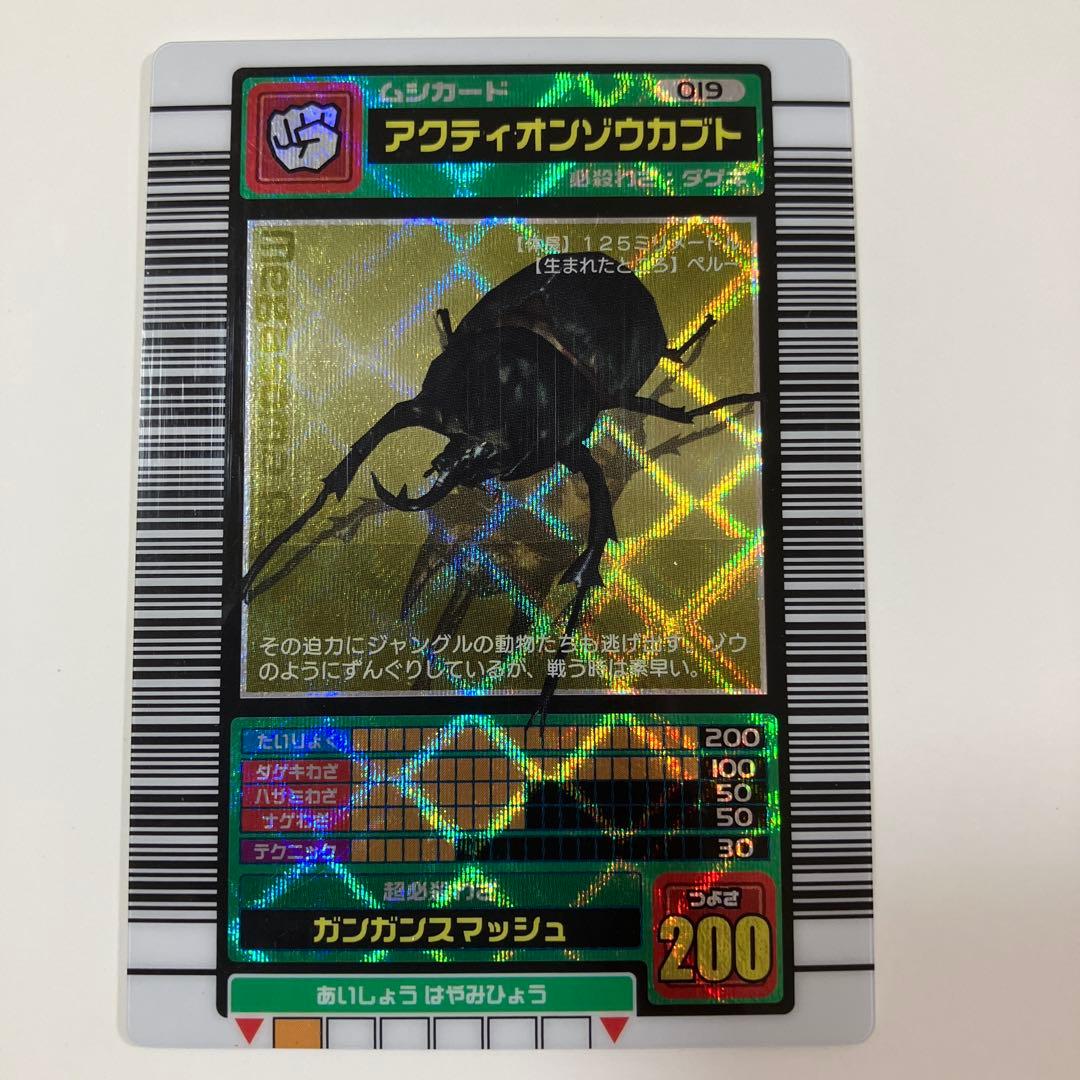 ムシカード
019
アクティオンゾウカブト
必殺わざ:ダゲキ
【体長】125ミリメートル
【生まれたところ】ペルー
Megasoma
その迫力にジャングルの動物たちも逃げ出す。ゾウ
のようにずんぐりしているが、戦う時は素早い。
たいりょく 200
ダゲキわざ 100
ハサミわざ 50
ナゲわざ 50
テクニック 30
超必殺わざ
ガンガンスマッシュ
つよさ
200
あいしょう はやみひょう